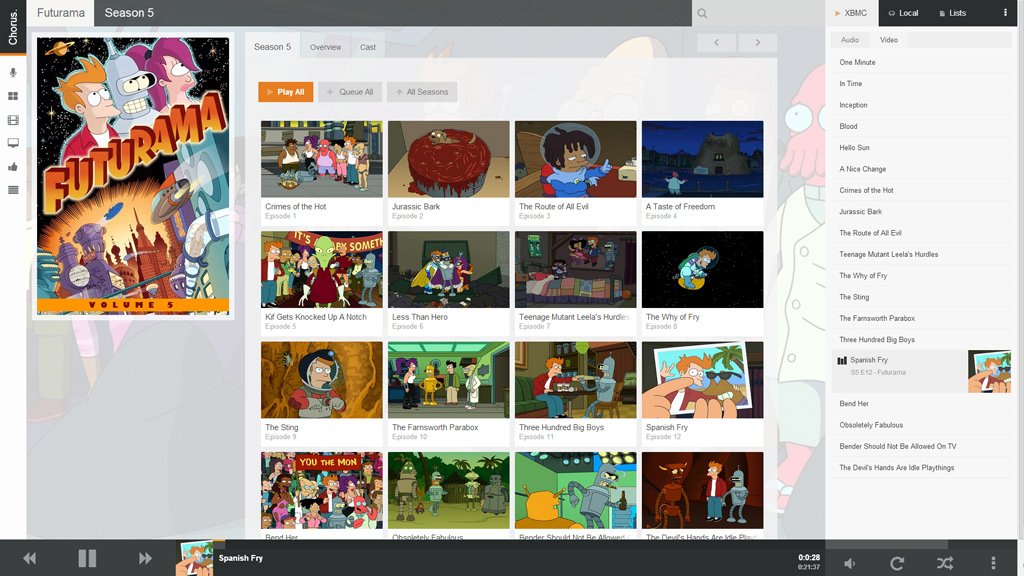 Chorus.
Futurama
Season 5
XBMC
Local
Lists
Audio
Video
FUTURAMA
VOLUME 5
Season 5
Overview
Cast
Play All
Queue All
All Seasons
Crimes of the Hot
Episode 1
Jurassic Bark
Episode 2
The Route of All Evil
Episode 3
A Taste of Freedom
Episode 4
IT'S
BY SOMETH
Kif Gets Knocked Up A Notch
Episode 5
Less Than Hero
Episode 6
Teenage Mutant Leela's Hurdles
Episode 7
The Why of Fry
Episode 8
The Sting
Episode 9
The Farnsworth Parabox
Episode 10
Three Hundred Big Boys
Episode 11
Spanish Fry
Episode 12
YOU THE MON
Bend Her
Obsoletely Fabulous
Bender Should Not Be Allowed
The Devil's Hands Are Idle Play
One Minute
In Time
Inception
Blood
Hello Sun
A Nice Change
Crimes of the Hot
Jurassic Bark
The Route of All Evil
Teenage Mutant Leela's Hurdles
The Why of Fry
The Sting
The Farnsworth Parabox
Three Hundred Big Boys
Spanish Fry
S5 E12 - Futurama
Bend Her
Obsoletely Fabulous
Bender Should Not Be Allowed On TV
The Devil's Hands Are Idle Playthings
Spanish Fry
0:0:28
0:21:37